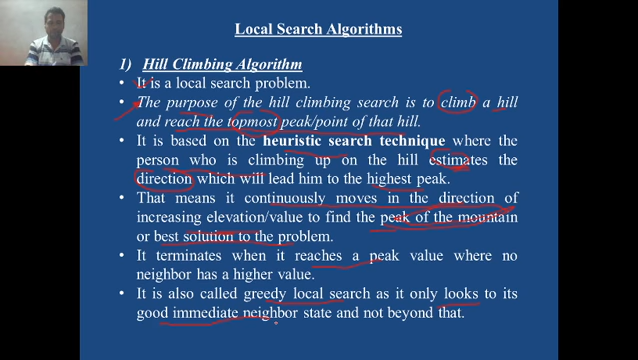 Local Search Algorithms
1) Hill Climbing Algorithm
• It is a local search problem.
• The purpose of the hill climbing search is to climb a hill
and reach the topmost peak/point of that hill.
• It is based on the heuristic search technique where the
person who is climbing up on the hill estimates the
direction which will lead him to the highest peak.
• That means it continuously moves in the direction of
increasing elevation/value to find the peak of the mountain
or best solution to the problem.
• It terminates when it reaches a peak value where no
neighbor has a higher value.
• It is also called greedy local search as it only looks to its
good immediate neighbor state and not beyond that.